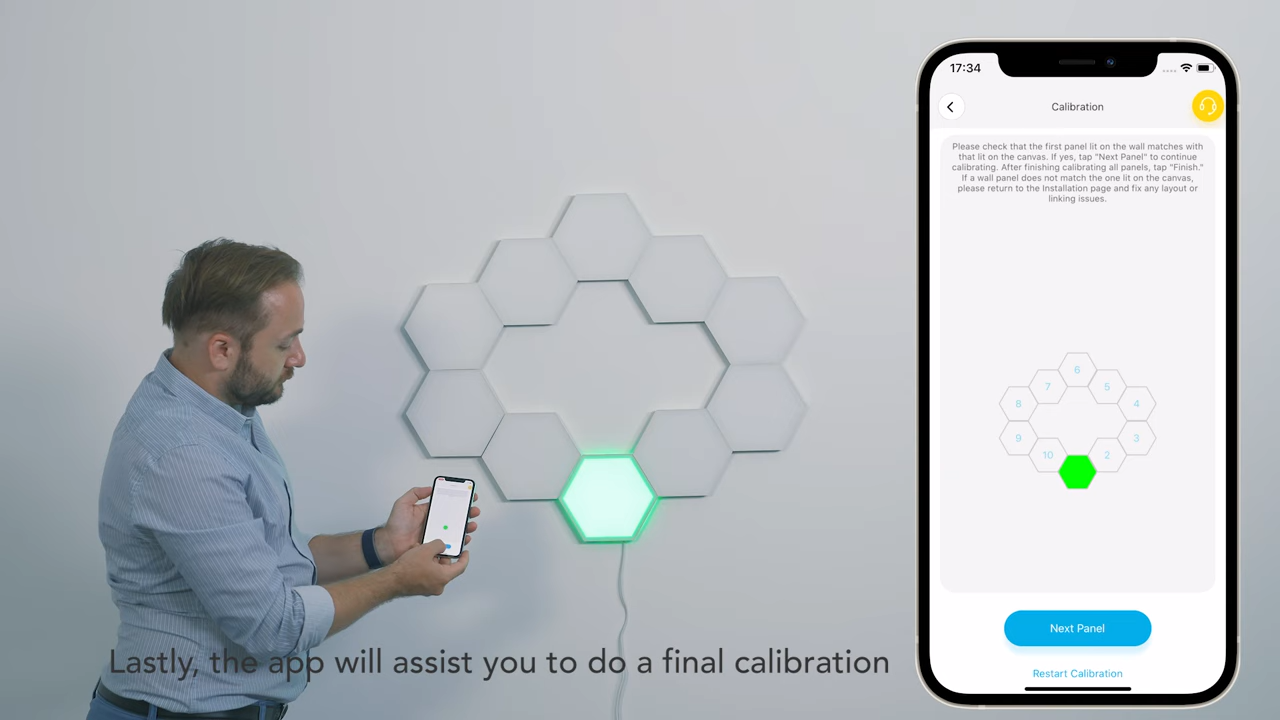 17:34
Calibration
Please check that the first panel lit on the wall matches with
that lit on the canvas. If yes, tap "Next Panel" to continue
calibrating. After finishing calibrating all panels, tap "Finish."
If a wall panel does not match the one lit on the canvas,
please return to the Installation page and fix any layout or
linking issues.
6
7 5
8 4
9 3
10 2
Next Panel
Restart Calibration
Lastly, the app will assist you to do a final calibration